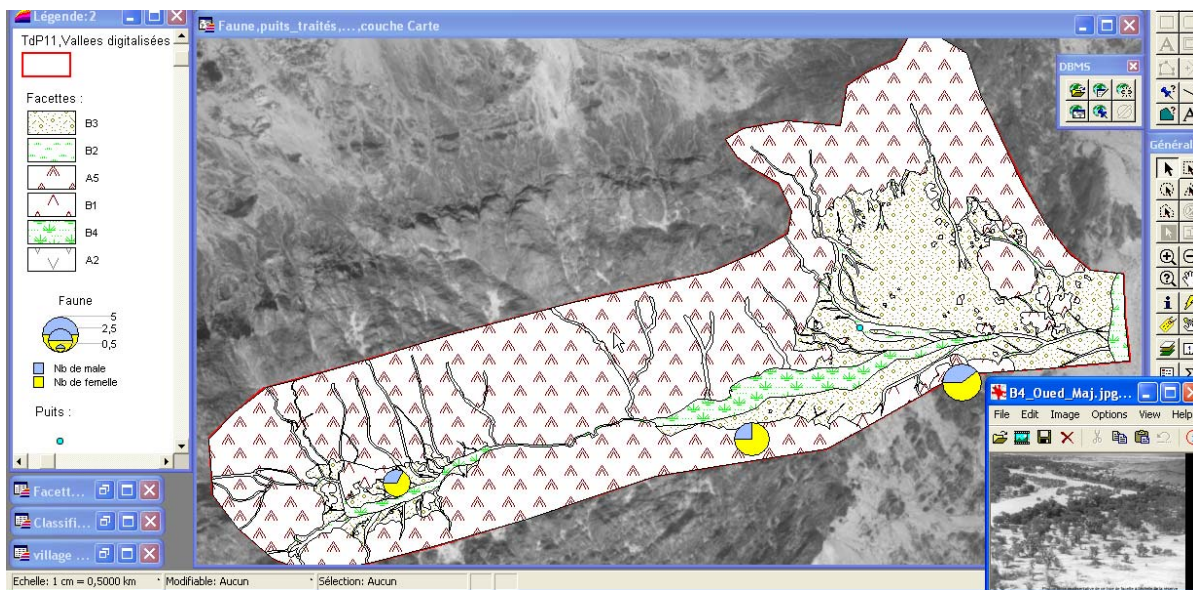 Légende:2
TdP11,Vallees digitalisées
Facettes :
B3
B2
A5
B1
B4
A2
Faune
5
2,5
0,5
Nb de male
Nb de femelle
Puits :
Facett...
Classifi...
village ...
Faune,puits_traités,...,couche Carte
DBMS
Général
B4_Oued_Maj.jpg...
File Edit Image Options View Help
Echelle: 1 cm = 0,5000 km
Modifiable: Aucun
Sélection: Aucun